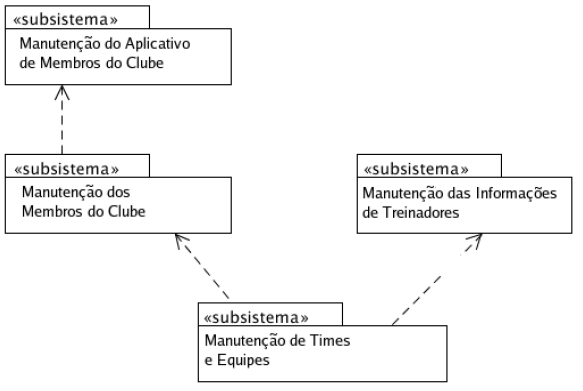 «subsistema»
Manutenção do Aplicativo
de Membros do Clube
«subsistema»
Manutenção dos
Membros do Clube
«subsistema»
Manutenção das Informações
de Treinadores
«subsistema»
Manutenção de Times
e Equipes